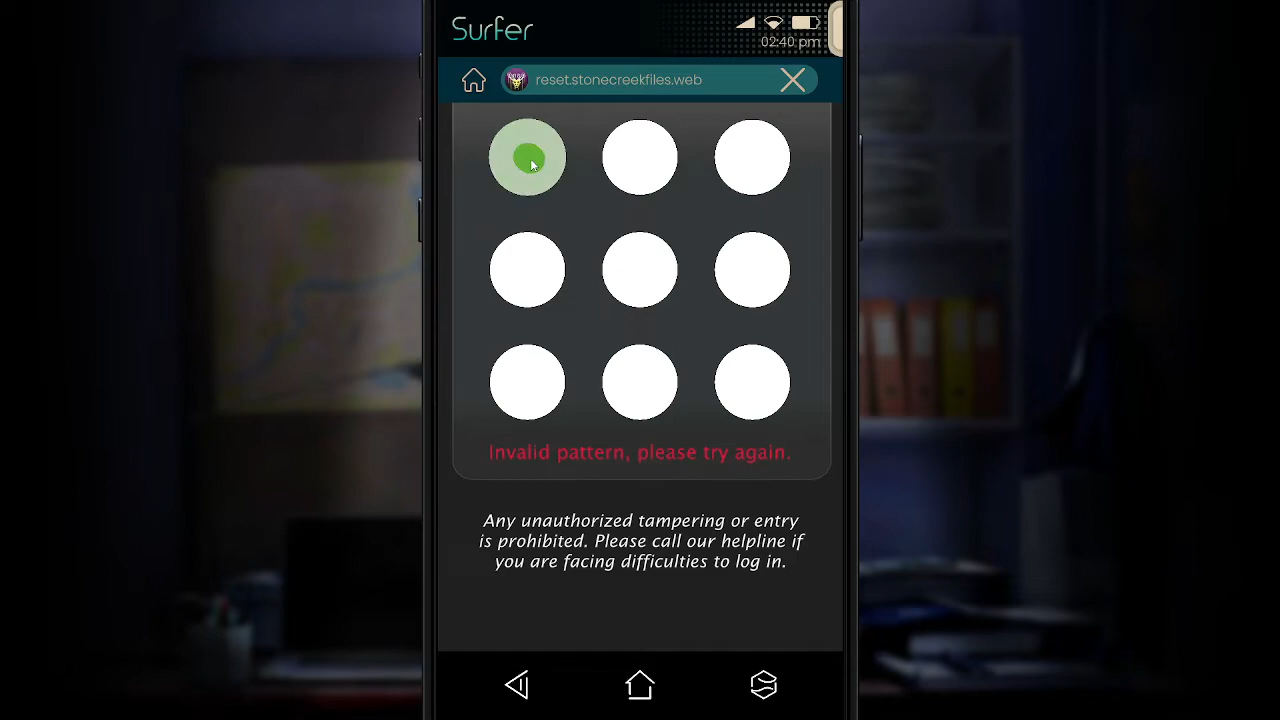 Surfer
02:40 pm
reset.stonecreekfiles.web
Invalid pattern, please try again.
Any unauthorized tampering or entry
is prohibited. Please call our helpline if
you are facing difficulties to log in.